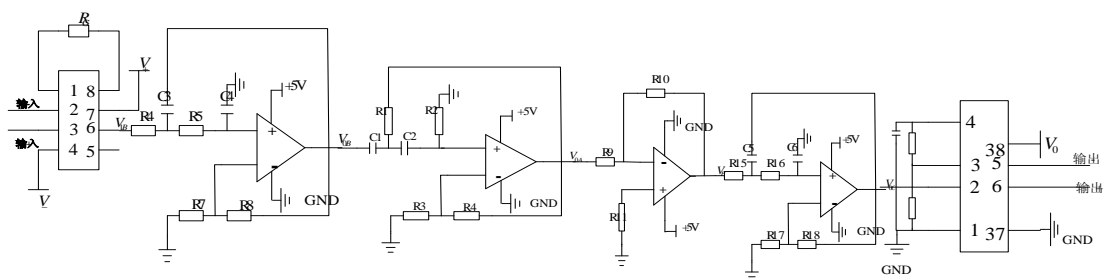 R
1
8
V
输入
2
7
3
6
输入
4
5
V
R4
C3
R5
C4
+5V
GND
R7
R8
R1
C1
C2
R2
+5V
GND
R3
R4
R9
R10
GND
R11
+5V
V
R15
C5
R16
C6
+5V
GND
R17
R18
V
GND
4
38
V0
3
5
输出
2
6
输出
1
37
GND